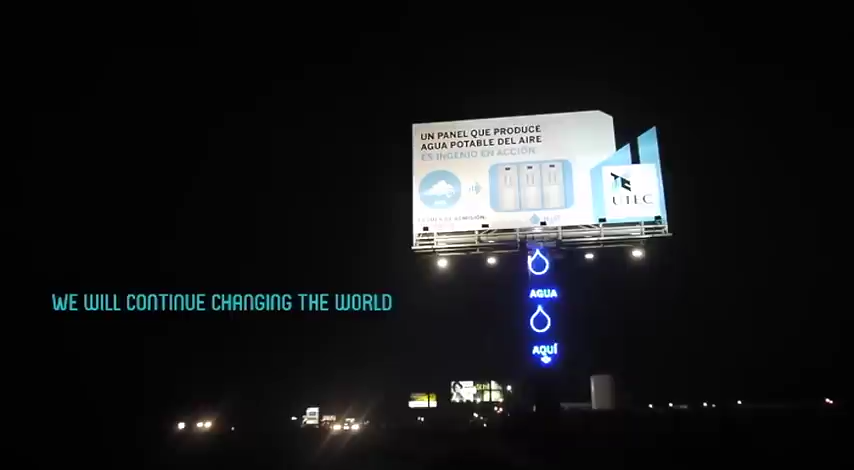 UN PANEL QUE PRODUCE
AGUA POTABLE DEL AIRE
ES INGENIO EN ACCIÓN.
UTEC
AGUA
AQUÍ
WE WILL CONTINUE CHANGING THE WORLD